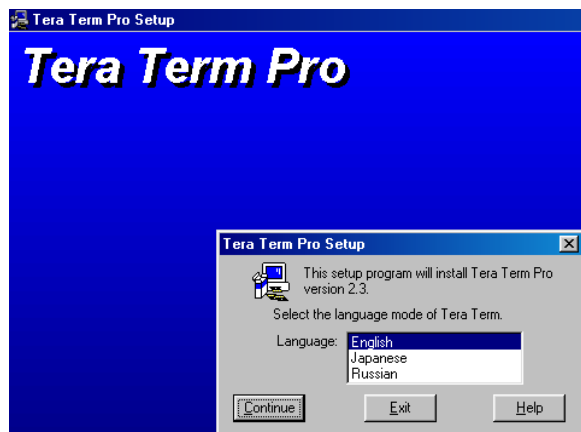 Tera Term Pro Setup
Tera Term Pro
Tera Term Pro Setup
This setup program will install Tera Term Pro
version 2.3.
Select the language mode of Tera Term.
Language: English
Japanese
Russian
Continue Exit Help